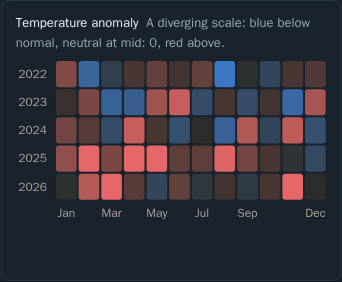 Temperature anomaly A diverging scale: blue below
normal, neutral at mid: 0, red above.
2022
2023
2024
2025
2026
Jan Mar May Jul Sep Dec